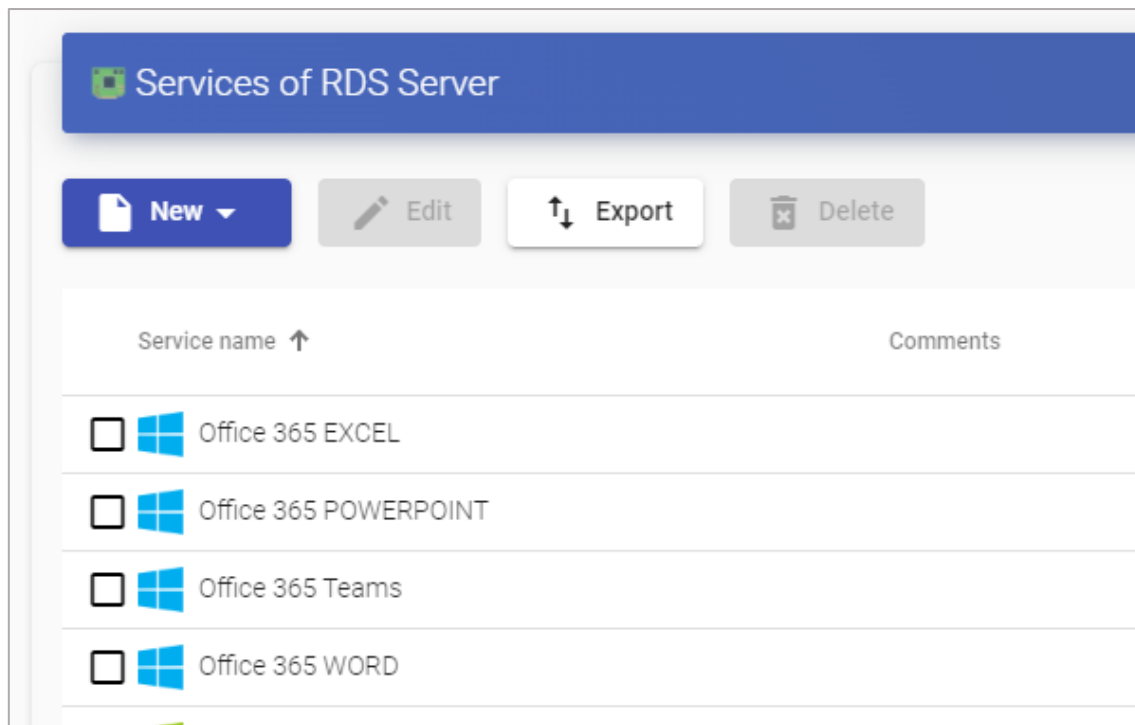 Services of RDS Server
New Edit Export Delete
Service name Comments
Office 365 EXCEL
Office 365 POWERPOINT
Office 365 Teams
Office 365 WORD